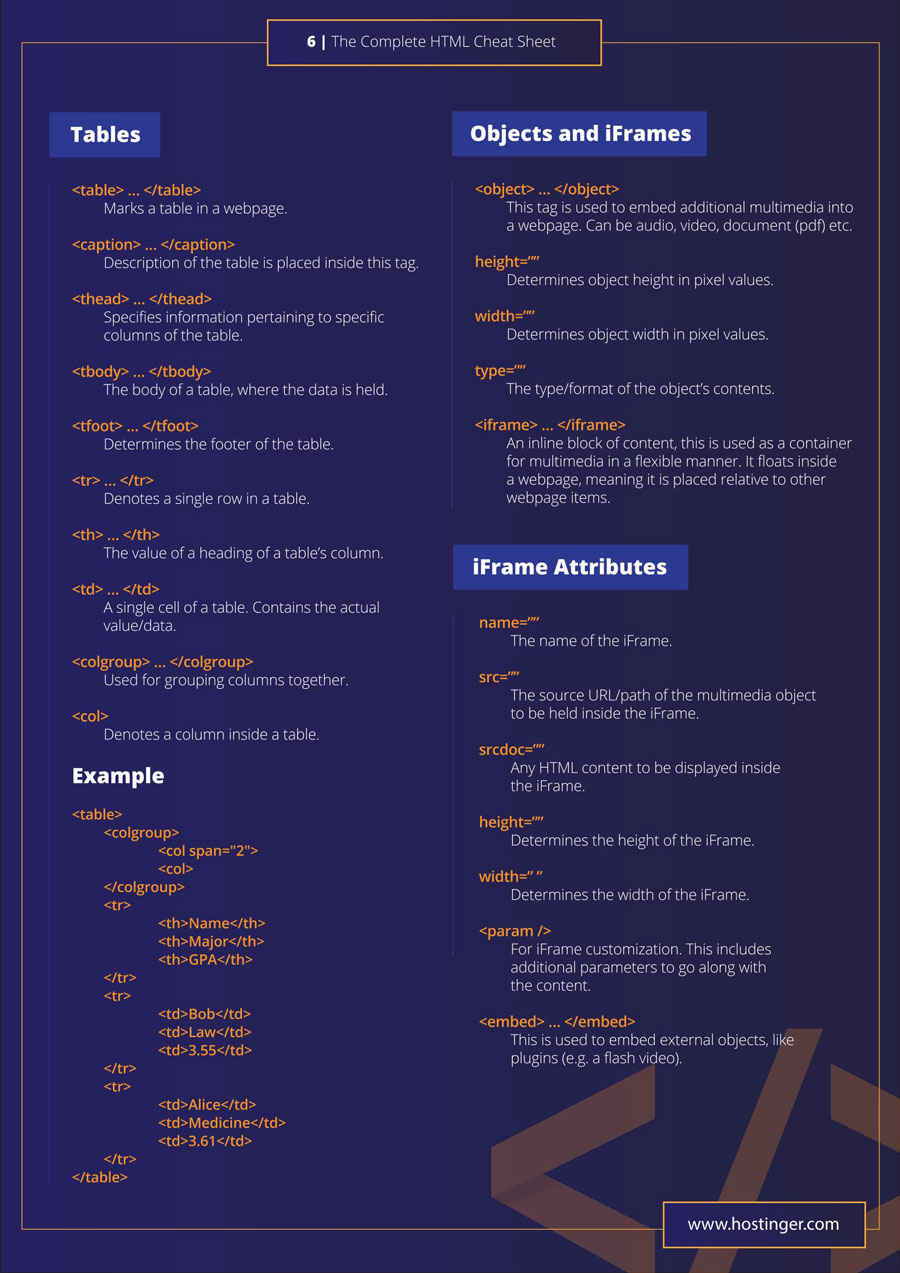 6 | The Complete HTML Cheat Sheet
Tables
<table> ... </table>
Marks a table in a webpage.
<caption> ... </caption>
Description of the table is placed inside this tag.
<thead> ... </thead>
Specifies information pertaining to specific
columns of the table.
<tbody> ... </tbody>
The body of a table, where the data is held.
<tfoot> ... </tfoot>
Determines the footer of the table.
<tr> ... </tr>
Denotes a single row in a table.
<th> ... </th>
The value of a heading of a table’s column.
<td> ... </td>
A single cell of a table. Contains the actual
value/data.
<colgroup> ... </colgroup>
Used for grouping columns together.
<col>
Denotes a column inside a table.
Example
<table>
<colgroup>
<col span="2">
<col>
</colgroup>
<tr>
<th>Name</th>
<th>Major</th>
<th>GPA</th>
</tr>
<tr>
<td>Bob</td>
<td>Law</td>
<td>3.55</td>
</tr>
<tr>
<td>Alice</td>
<td>Medicine</td>
<td>3.61</td>
</tr>
</table>
Objects and iFrames
<object> ... </object>
This tag is used to embed additional multimedia into
a webpage. Can be audio, video, document (pdf) etc.
height=””
Determines object height in pixel values.
width=””
Determines object width in pixel values.
type=””
The type/format of the object’s contents.
<iframe> ... </iframe>
An inline block of content, this is used as a container
for multimedia in a flexible manner. It floats inside
a webpage, meaning it is placed relative to other
webpage items.
iFrame Attributes
name=””
The name of the iFrame.
src=””
The source URL/path of the multimedia object
to be held inside the iFrame.
srcdoc=””
Any HTML content to be displayed inside
the iFrame.
height=””
Determines the height of the iFrame.
width=” ”
Determines the width of the iFrame.
<param />
For iFrame customization. This includes
additional parameters to go along with
the content.
<embed> ... </embed>
This is used to embed external objects, like
plugins (e.g. a flash video).
www.hostinger.com